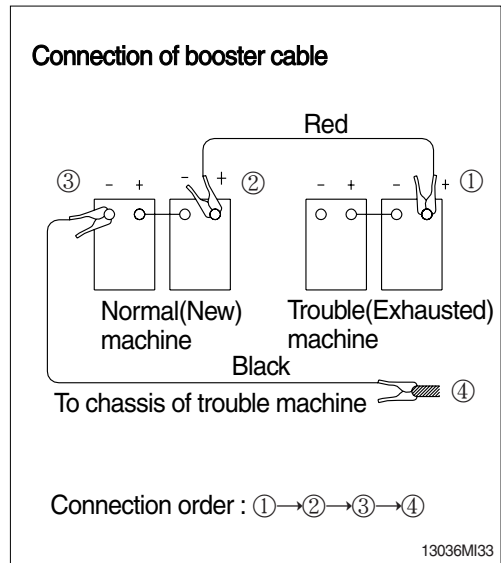 Connection of booster cable
Red
③ - + - + ② - + - + ①
Normal(New) machine
Trouble(Exhausted) machine
Black
To chassis of trouble machine ④
Connection order : ①→②→③→④
13036MI33